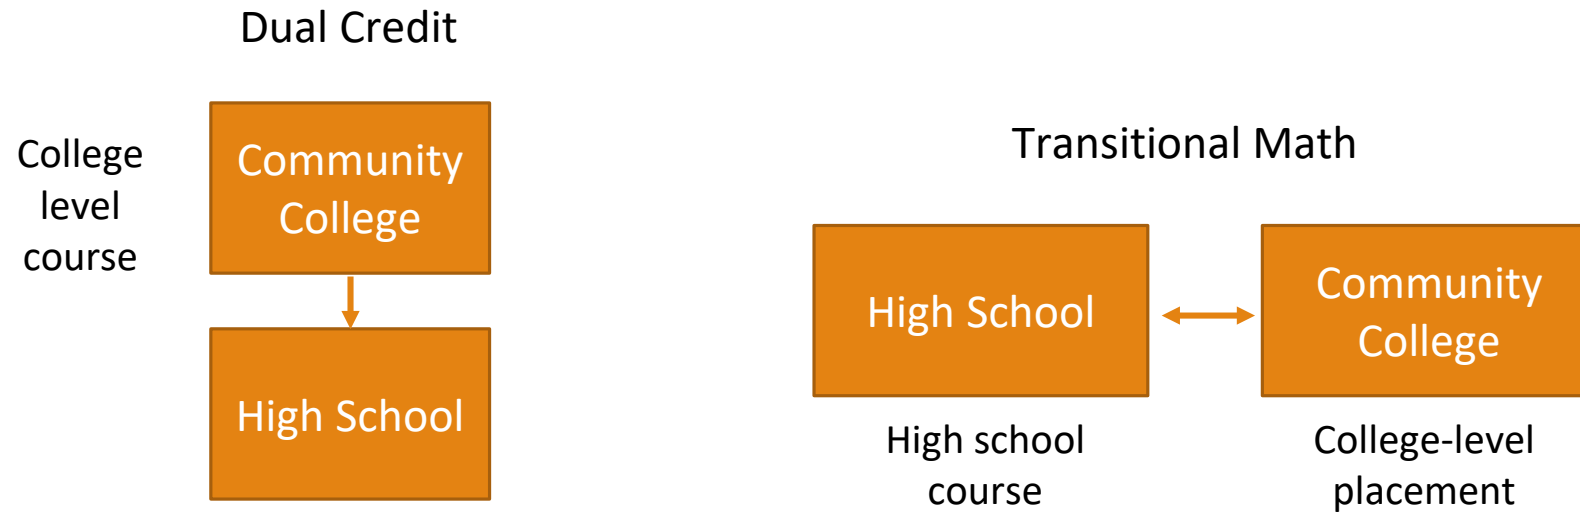 Dual Credit
College
level
course
Community
College
High School
Transitional Math
High School
Community
College
High school
course
College-level
placement